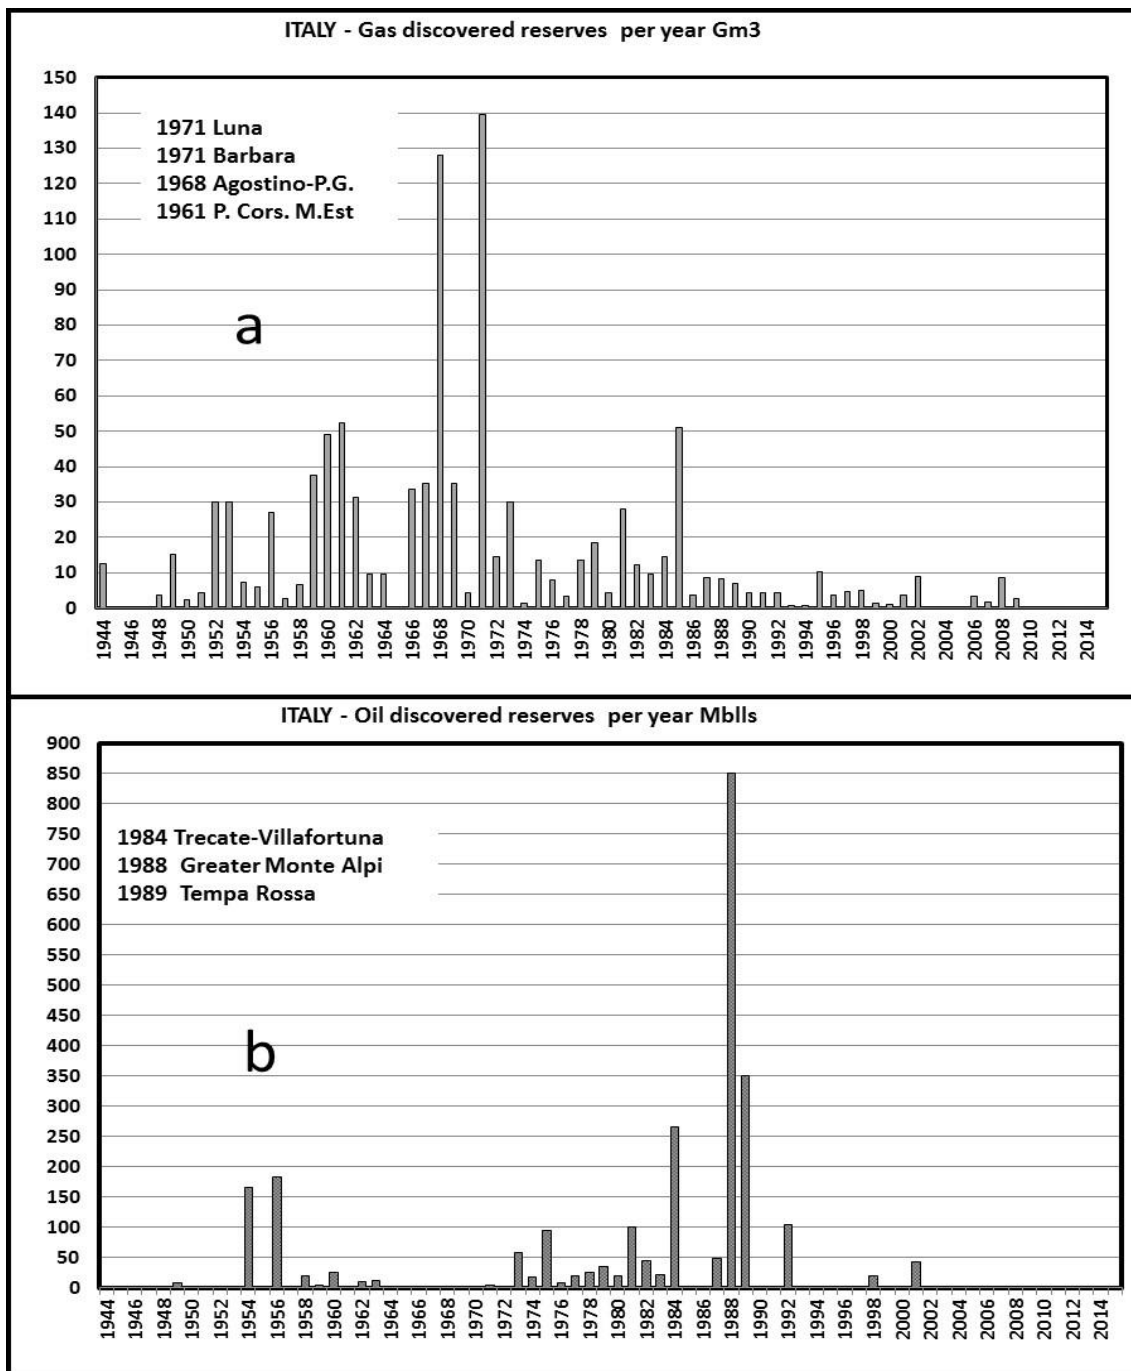 ITALY - Gas discovered reserves per year Gm3
150
140
130
120
110
100
90
80
70
60
50
40
30
20
10
0
1971 Luna
1971 Barbara
1968 Agostino-P.G.
1961 P. Cors. M.Est
a
1944 1946 1948 1950 1952 1954 1956 1958 1960 1962 1964 1966 1968 1970 1972 1974 1976 1978 1980 1982 1984 1986 1988 1990 1992 1994 1996 1998 2000 2002 2004 2006 2008 2010 2012 2014
ITALY - Oil discovered reserves per year Mblls
900
850
800
750
700
650
600
550
500
450
400
350
300
250
200
150
100
50
0
1984 Trecate-Villafortuna
1988 Greater Monte Alpi
1989 Tempa Rossa
b
1944 1946 1948 1950 1952 1954 1956 1958 1960 1962 1964 1966 1968 1970 1972 1974 1976 1978 1980 1982 1984 1986 1988 1990 1992 1994 1996 1998 2000 2002 2004 2006 2008 2010 2012 2014